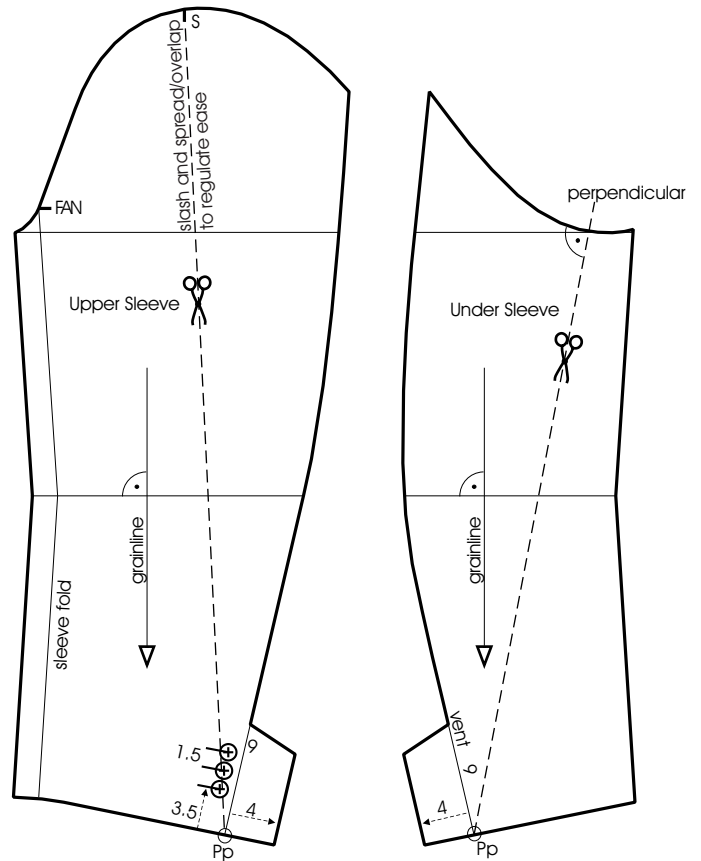 S
slash and spread/overlap
to regulate ease
FAN
Upper Sleeve
grainline
sleeve fold
1.5
9
3.5
4
Pp
perpendicular
Under Sleeve
grainline
vent
9
4
Pp